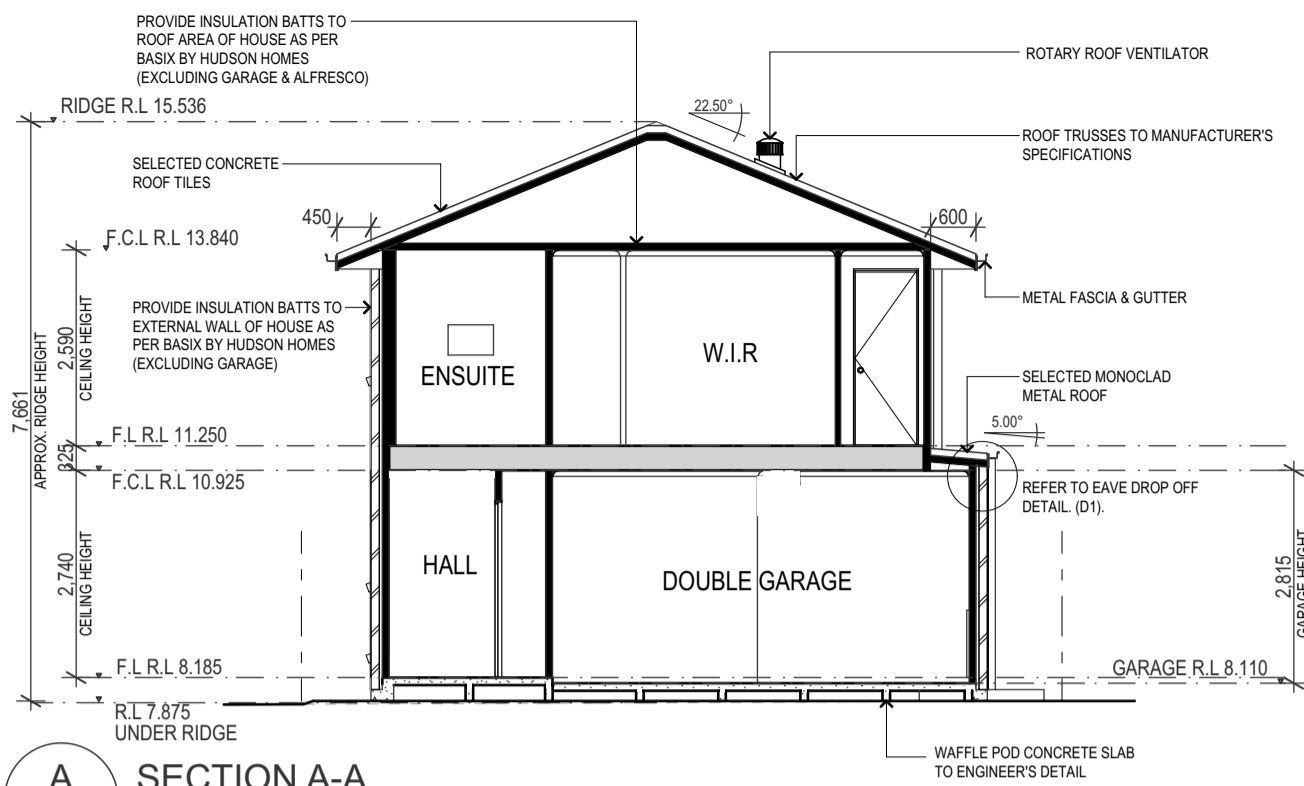 PROVIDE INSULATION BATTS TO
ROOF AREA OF HOUSE AS PER
BASIX BY HUDSON HOMES
(EXCLUDING GARAGE & ALFRESCO)
ROTARY ROOF VENTILATOR
RIDGE R.L 15.536
22.50°
ROOF TRUSSES TO MANUFACTURER'S
SPECIFICATIONS
SELECTED CONCRETE
ROOF TILES
450
600
F.C.L R.L 13.840
METAL FASCIA & GUTTER
PROVIDE INSULATION BATTS TO
EXTERNAL WALL OF HOUSE AS
PER BASIX BY HUDSON HOMES
(EXCLUDING GARAGE)
2,590
CEILING HEIGHT
7,661
APPROX. RIDGE HEIGHT
ENSUITE
W.I.R
SELECTED MONOCLAD
METAL ROOF
5.00°
F.L R.L 11.250
325
F.C.L R.L 10.925
REFER TO EAVE DROP OFF
DETAIL. (D1).
2,740
CEILING HEIGHT
HALL
DOUBLE GARAGE
2,815
GARAGE HEIGHT
F.L R.L 8.185
GARAGE R.L 8.110
R.L 7.875
UNDER RIDGE
WAFFLE POD CONCRETE SLAB
TO ENGINEER'S DETAIL
A
SECTION A-A